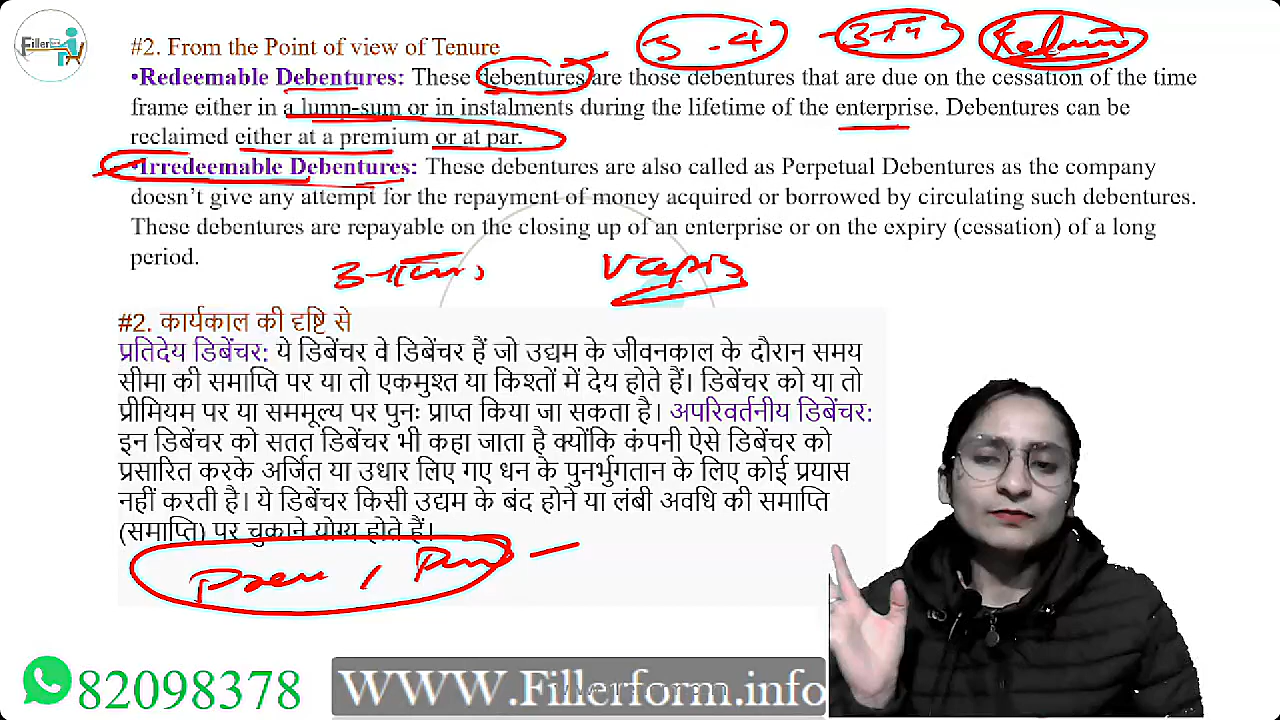 Filler
#2. From the Point of view of Tenure
3-4
•Redeemable Debentures: These debentures are those debentures that are due on the cessation of the time
frame either in a lump-sum or in instalments during the lifetime of the enterprise. Debentures can be
reclaimed either at a premium or at par.
•Irredeemable Debentures: These debentures are also called as Perpetual Debentures as the company
doesn’t give any attempt for the repayment of money acquired or borrowed by circulating such debentures.
These debentures are repayable on the closing up of an enterprise or on the expiry (cessation) of a long
period.
vapis
#2. कार्यकाल की दृष्टि से
प्रतिदेय डिबेंचर: ये डिबेंचर वे डिबेंचर हैं जो उद्यम के जीवनकाल के दौरान समय
सीमा की समाप्ति पर या तो एकमुश्त या किश्तों में देय होते हैं। डिबेंचर को या तो
प्रीमियम पर या सममूल्य पर पुनः प्राप्त किया जा सकता है। अपरिवर्तनीय डिबेंचर:
इन डिबेंचर को सतत डिबेंचर भी कहा जाता है क्योंकि कंपनी ऐसे डिबेंचर को
प्रसारित करके अर्जित या उधार लिए गए धन के पुनर्भुगतान के लिए कोई प्रयास
नहीं करती है। ये डिबेंचर किसी उद्यम के बंद होने या लंबी अवधि की समाप्ति
(समाप्ति) पर चुकाने योग्य होते हैं।
82098378
WWW.Fillerform.info